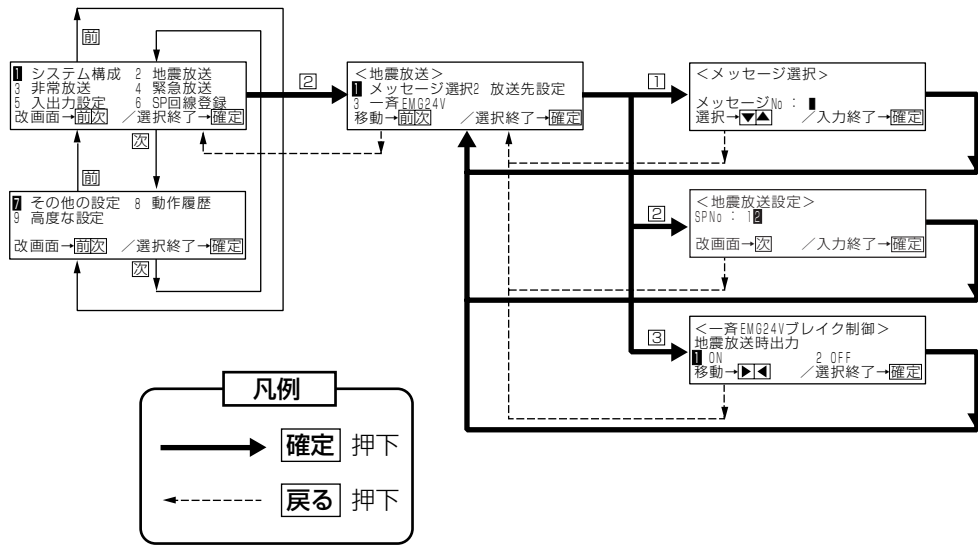 前
1 システム構成 2 地震放送
3 非常放送 4 緊急放送
5 入出力設定 6 SP回線登録
改画面→前次 /選択終了→確定
次
前
7 その他の設定 8 動作履歴
9 高度な設定
改画面→前次 /選択終了→確定
次
2
<地震放送>
1 メッセージ選択2 放送先設定
3 一斉EMG24V
移動→前次 /選択終了→確定
1
<メッセージ選択>
メッセージNo :
選択→▼▲ /入力終了→確定
2
<地震放送設定>
SPNo : 12
改画面→次 /入力終了→確定
3
<一斉EMG24Vブレイク制御>
地震放送時出力
1 ON 2 OFF
移動→▶◀ /選択終了→確定
凡例
確定 押下
戻る 押下